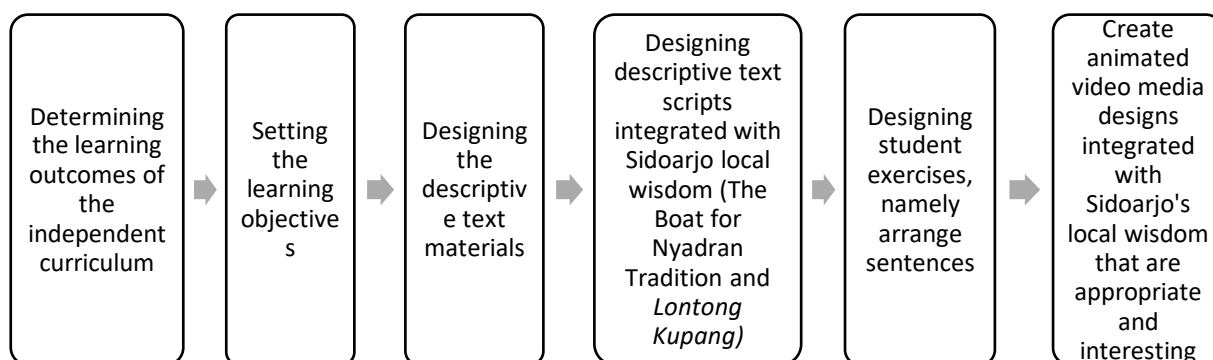 Determining
the learning
outcomes of
the
independent
curriculum
Setting
the
learning
objective
s
Designing
the
descriptiv
e text
materials
Designing
descriptive text
scripts
integrated with
Sidoarjo local
wisdom (The
Boat for
Nyadran
Tradition and
Lontong
Kupang)
Designing
student
exercises,
namely
arrange
sentences
Create
animated
video media
designs
integrated
with
Sidoarjo's
local wisdom
that are
appropriate
and
interesting